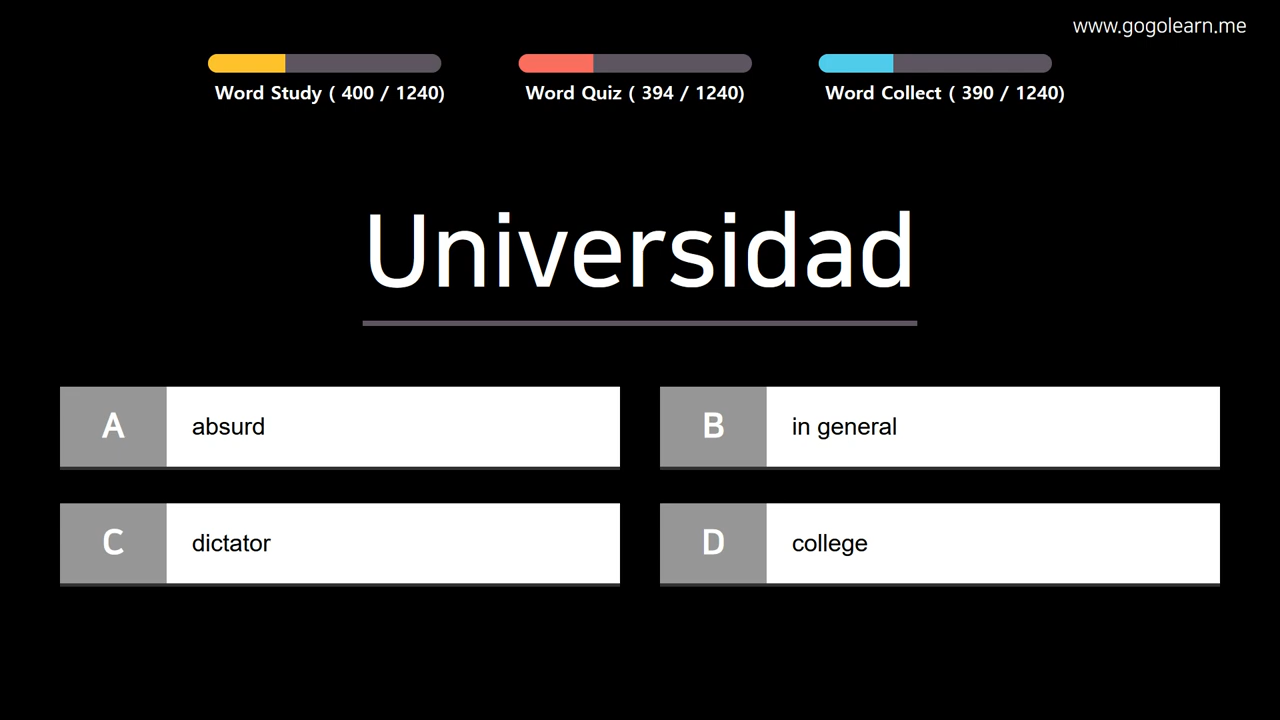 www.gogolearn.me
Word Study ( 400 / 1240)
Word Quiz ( 394 / 1240)
Word Collect ( 390 / 1240)
Universidad
A absurd
B in general
C dictator
D college